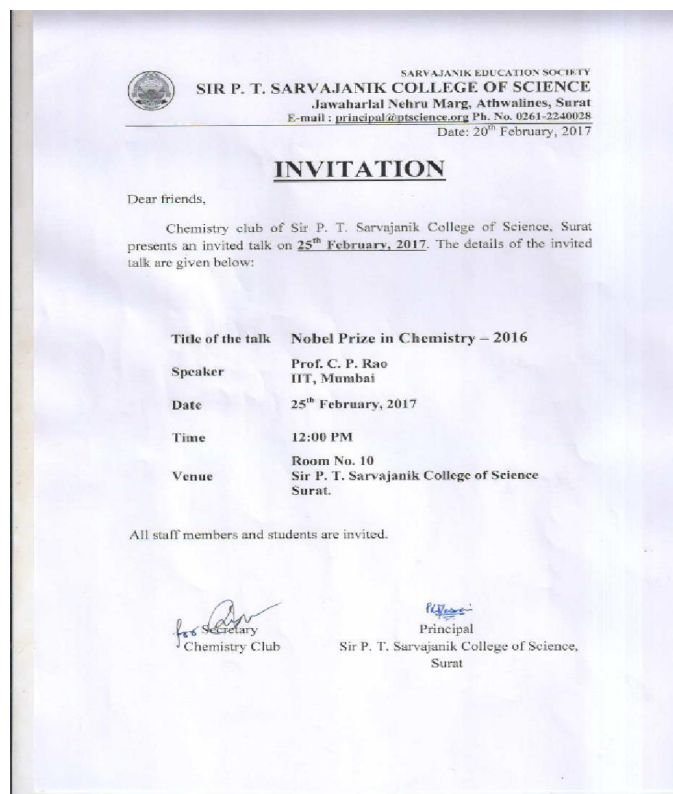 SARVAJANIK EDUCATION SOCIETY
SIR P. T. SARVAJANIK COLLEGE OF SCIENCE
Jawaharlal Nehru Marg, Athwalines, Surat
E-mail : principal@ptscience.org Ph. No. 0261-2240028
Date: 20th February, 2017
INVITATION
Dear friends,
Chemistry club of Sir P. T. Sarvajanik College of Science, Surat
presents an invited talk on 25th February, 2017. The details of the invited
talk are given below:
Title of the talk Nobel Prize in Chemistry – 2016
Speaker Prof. C. P. Rao
IIT, Mumbai
Date 25th February, 2017
Time 12:00 PM
Venue Room No. 10
Sir P. T. Sarvajanik College of Science
Surat.
All staff members and students are invited.
for Secretary
Chemistry Club
Principal
Sir P. T. Sarvajanik College of Science,
Surat